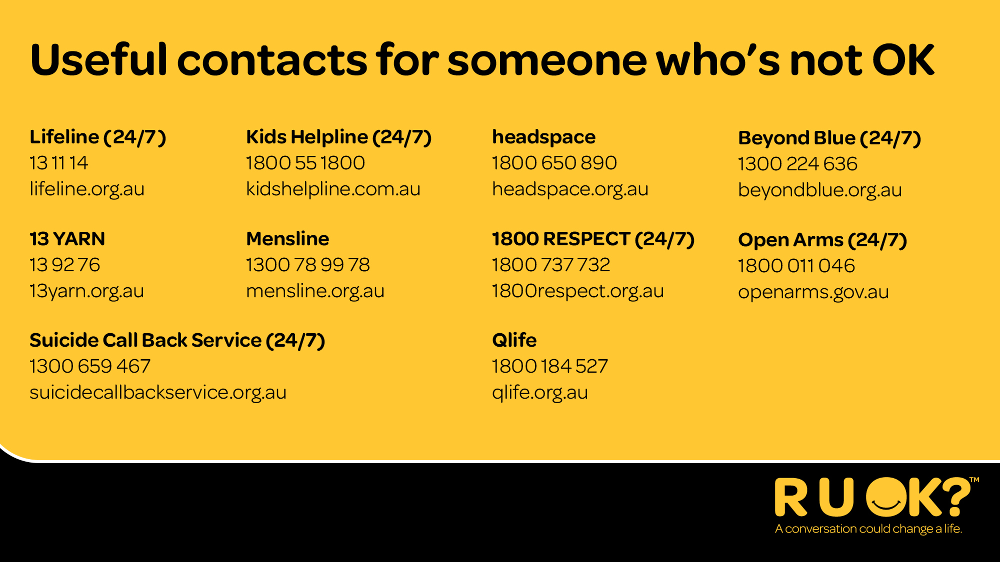 Useful contacts for someone who's not OK
Lifeline (24/7)
13 11 14
lifeline.org.au
Kids Helpline (24/7)
1800 55 1800
kidshelpline.com.au
headspace
1800 650 890
headspace.org.au
Beyond Blue (24/7)
1300 224 636
beyondblue.org.au
13 YARN
13 92 76
13yarn.org.au
Mensline
1300 78 99 78
mensline.org.au
1800 RESPECT (24/7)
1800 737 732
1800respect.org.au
Open Arms (24/7)
1800 011 046
openarms.gov.au
Suicide Call Back Service (24/7)
1300 659 467
suicidecallbackservice.org.au
Qlife
1800 184 527
qlife.org.au
R U OK?™
A conversation could change a life.